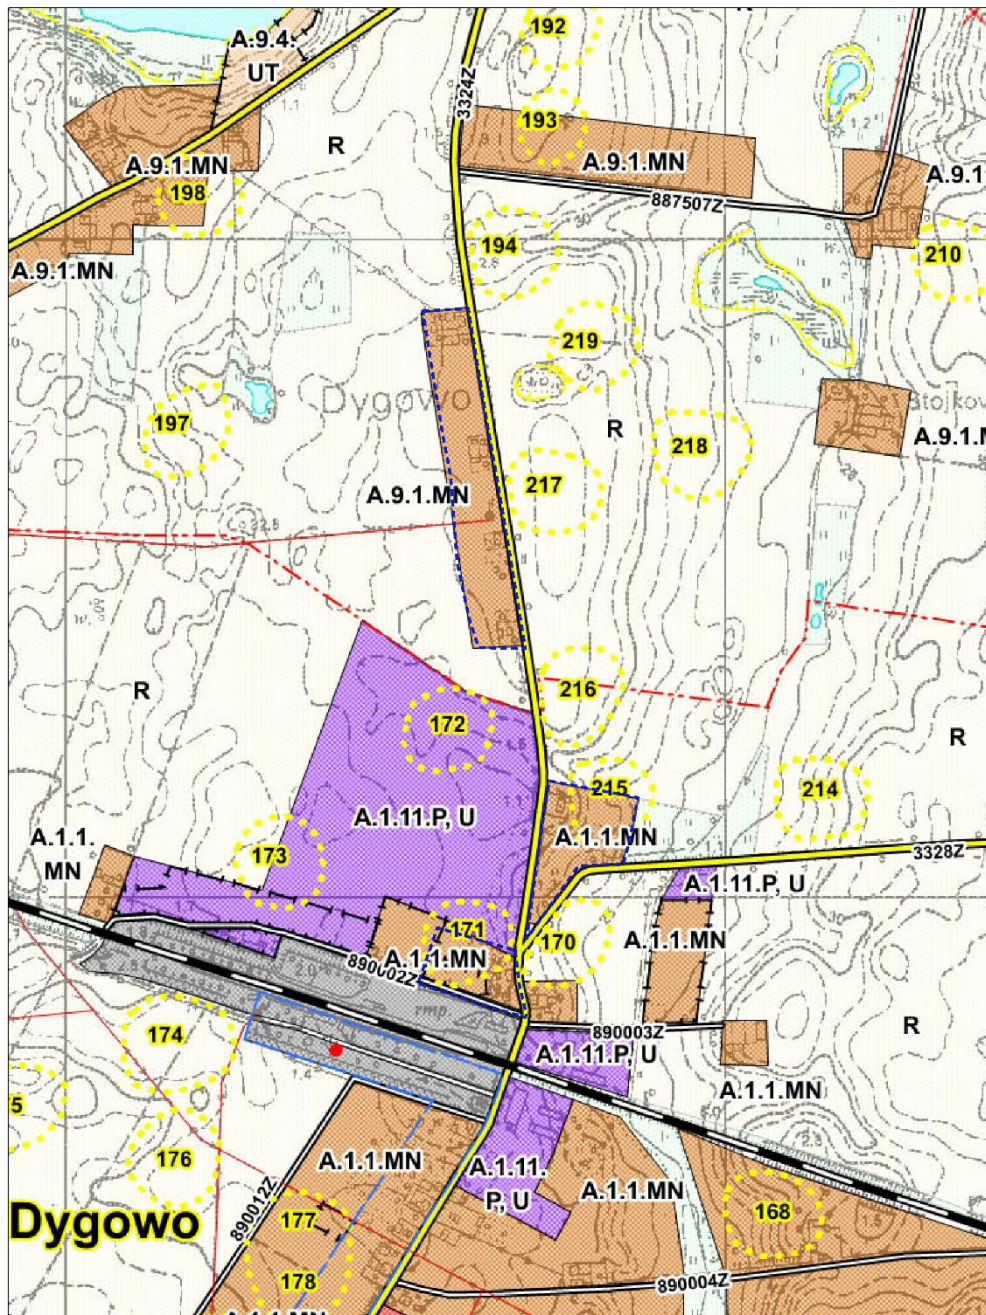 192
A.9.4.
UT
3324Z
193
R
A.9.1.MN
A.9.1.MN
A.9.1
198
887507Z
194
210
A.9.1.MN
219
Dygowo
R
197
218
A.9.1.M
217
A.9.1.MN
216
R
172
R
215
214
A.1.11.P, U
A.1.1.MN
A.1.1.
MN
173
3328Z
A.1.11.P, U
171
170
A.1.1.MN
A.1.1.MN
890002Z
rmp
174
890003Z
R
A.1.11.P, U
A.1.1.MN
5
176
A.1.1.MN
A.1.11.
P, U
A.1.1.MN
Dygowo
890012Z
177
168
178
890004Z
A.1.1.MN